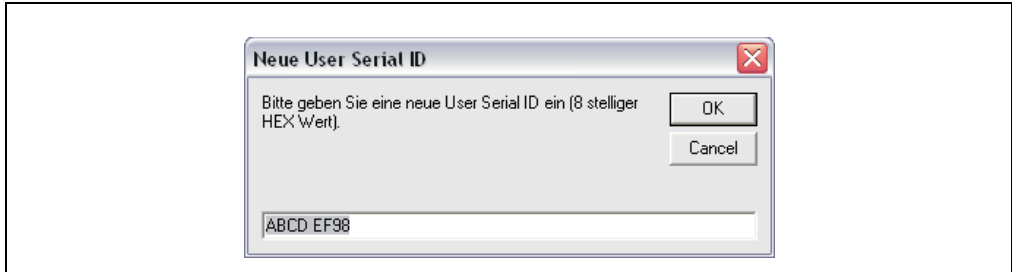 Neue User Serial ID
Bitte geben Sie eine neue User Serial ID ein (8 stelliger
HEX Wert).
OK
Cancel
ABCD EF98